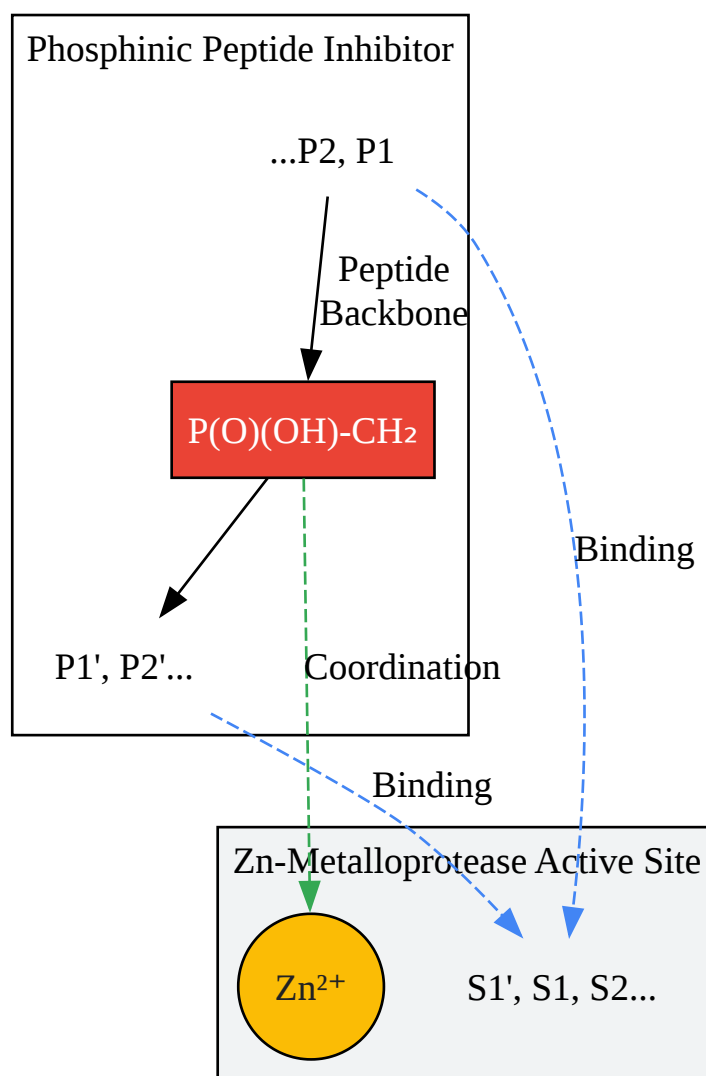 Phosphinic Peptide Inhibitor
...P2, P1
Peptide
Backbone
P(O)(OH)-CH₂
Binding
P1', P2'...
Coordination
Binding
Zn-Metalloprotease Active Site
Zn²⁺
S1', S1, S2...